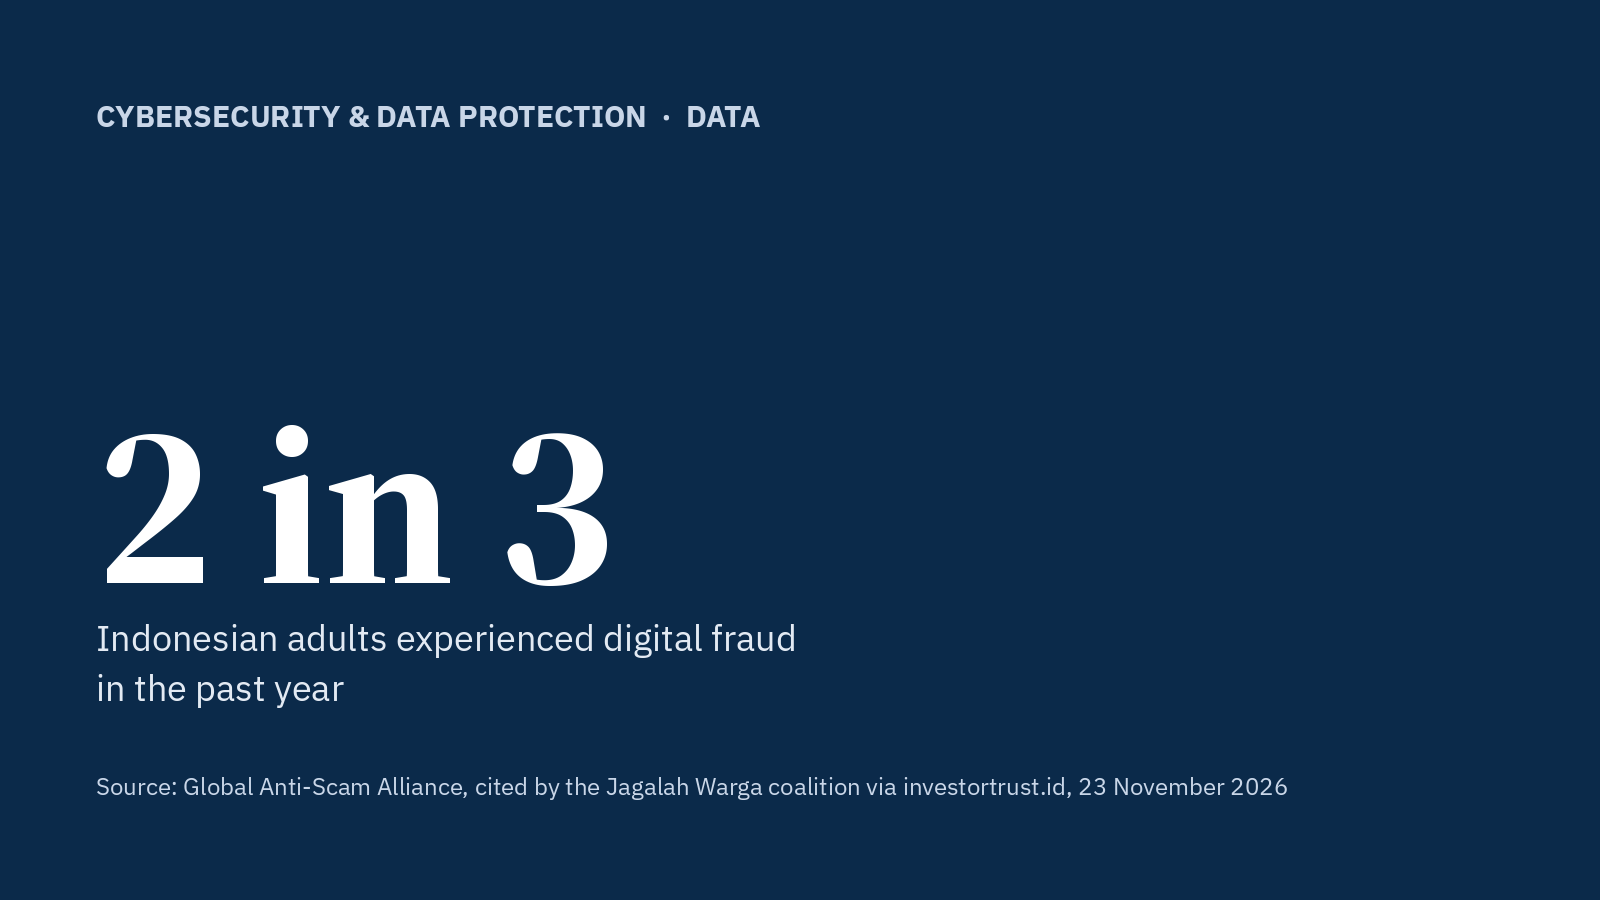 CYBERSECURITY & DATA PROTECTION · DATA
2 in 3
Indonesian adults experienced digital fraud
in the past year
Source: Global Anti-Scam Alliance, cited by the Jagalah Warga coalition via investortrust.id, 23 November 2026